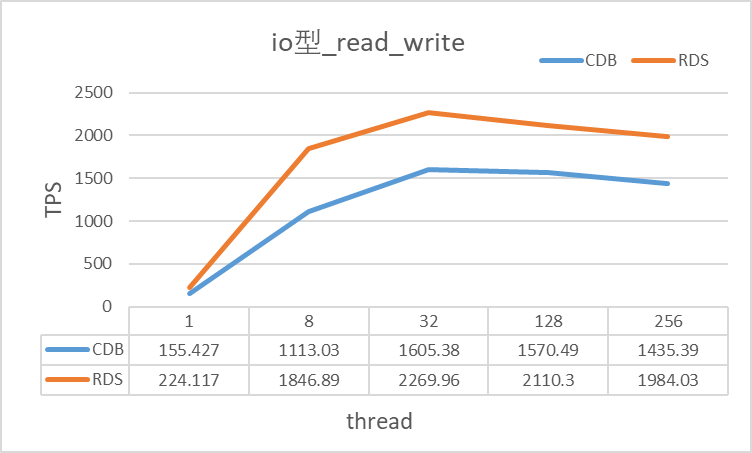 io型_read_write
CDB RDS
2500
2000
1500
1000
500
0
TPS
1 8 32 128 256
CDB 155.427 1113.03 1605.38 1570.49 1435.39
RDS 224.117 1846.89 2269.96 2110.3 1984.03
thread